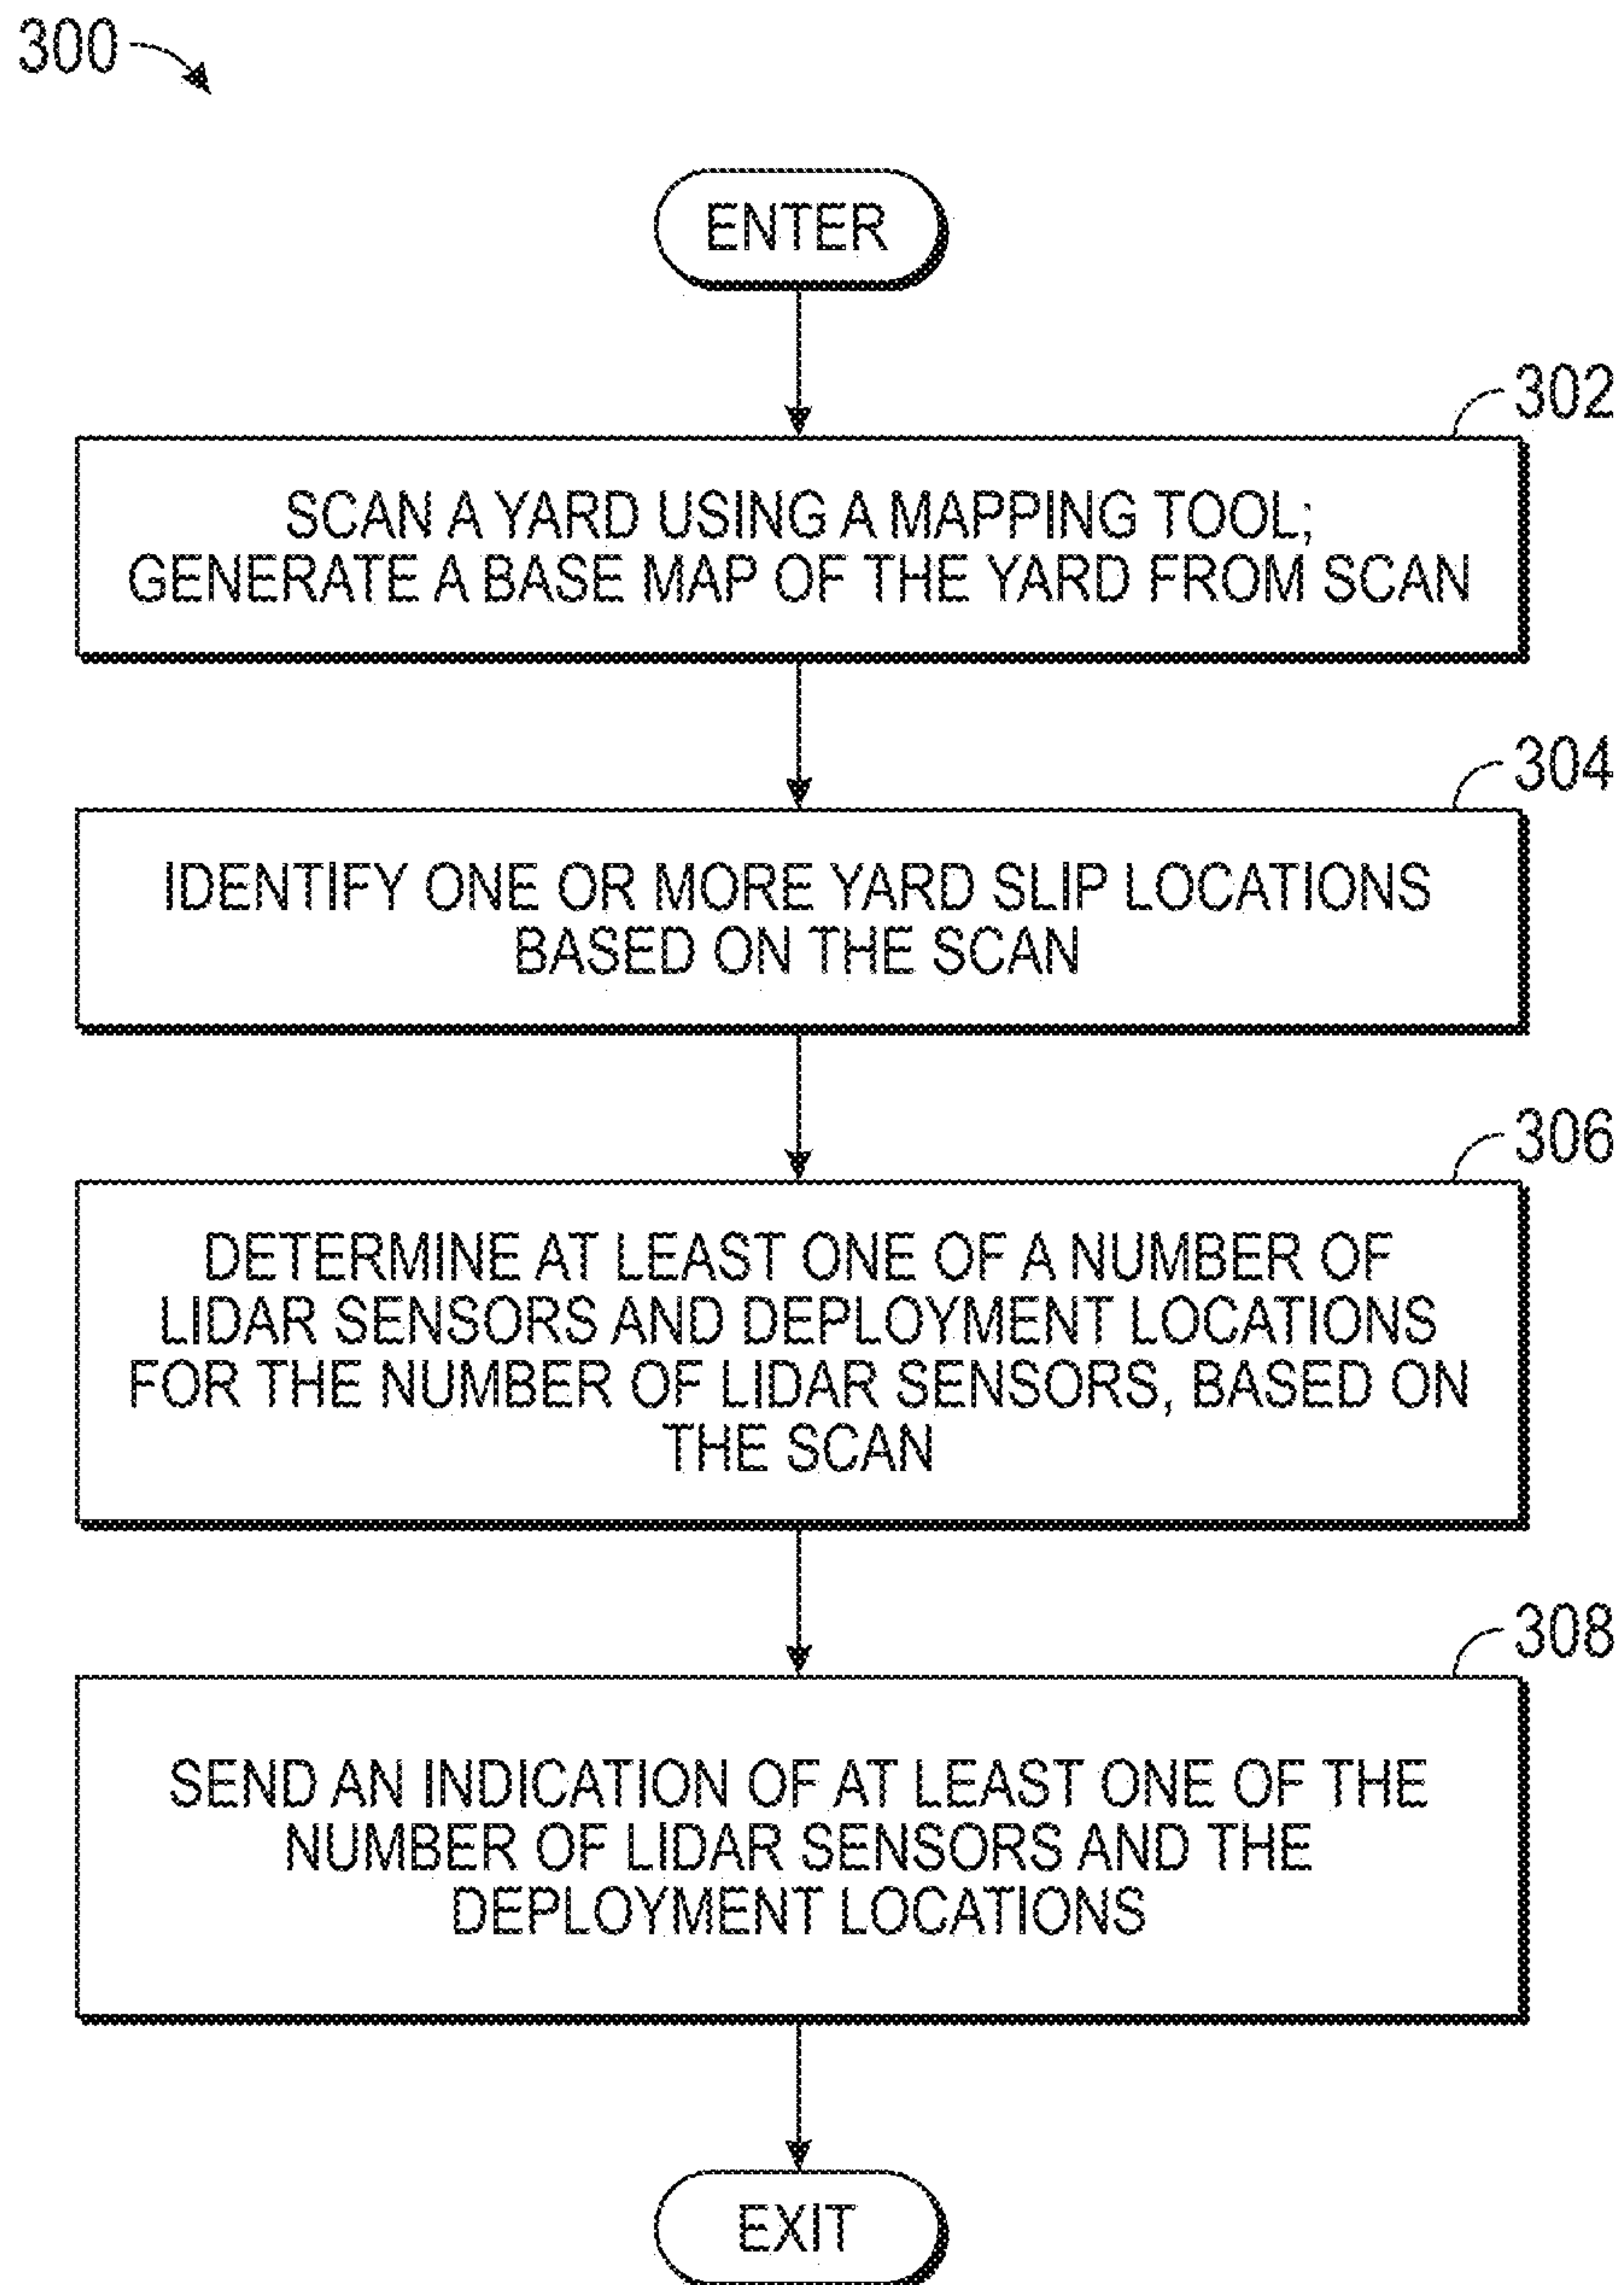 300
ENTER
302
SCAN A YARD USING A MAPPING TOOL;
GENERATE A BASE MAP OF THE YARD FROM SCAN
304
IDENTIFY ONE OR MORE YARD SLIP LOCATIONS
BASED ON THE SCAN
306
DETERMINE AT LEAST ONE OF A NUMBER OF
LIDAR SENSORS AND DEPLOYMENT LOCATIONS
FOR THE NUMBER OF LIDAR SENSORS, BASED ON
THE SCAN
308
SEND AN INDICATION OF AT LEAST ONE OF THE
NUMBER OF LIDAR SENSORS AND THE
DEPLOYMENT LOCATIONS
EXIT